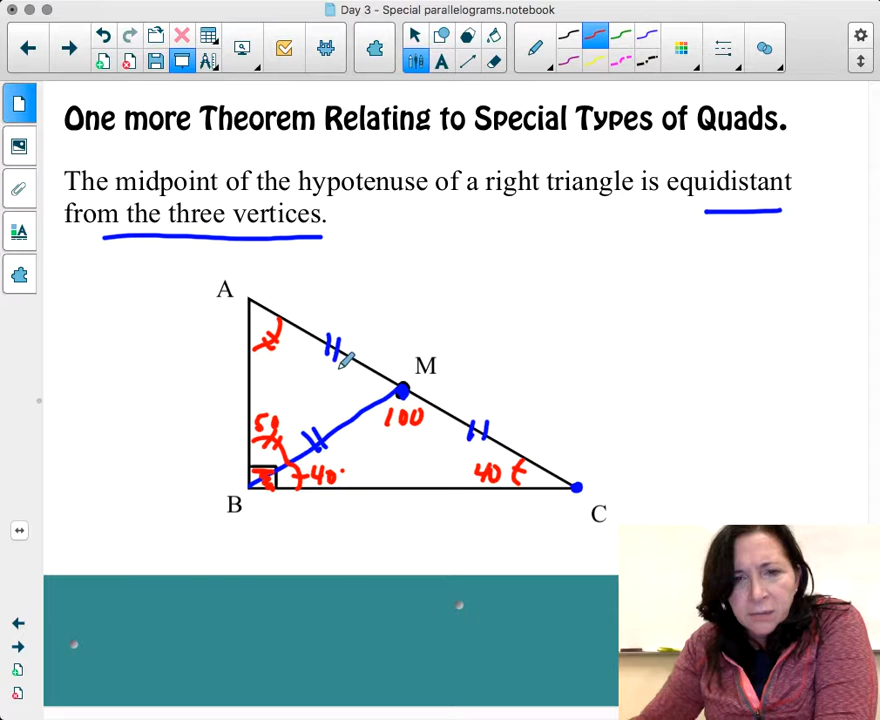 Day 3 - Special parallelograms.notebook
One more Theorem Relating to Special Types of Quads.
The midpoint of the hypotenuse of a right triangle is equidistant
from the three vertices.
A
M
100
50
40
40
B
C